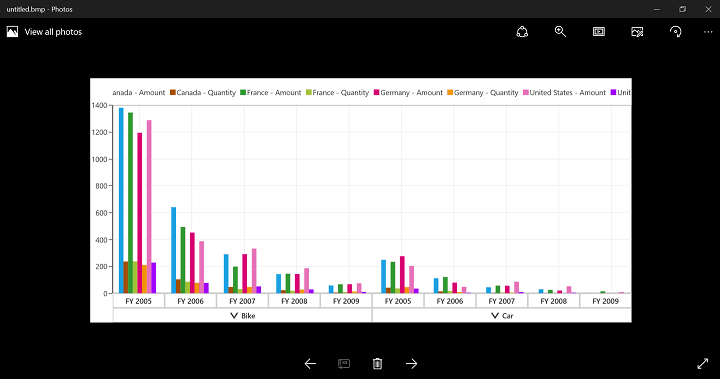 untitled.bmp - Photos
View all photos
anada - Amount Canada - Quantity France - Amount France - Quantity Germany - Amount Germany - Quantity United States - Amount Unit
1400
1200
1000
800
600
400
200
0
FY 2005 FY 2006 FY 2007 FY 2008 FY 2009 FY 2005 FY 2006 FY 2007 FY 2008 FY 2009
Bike Car